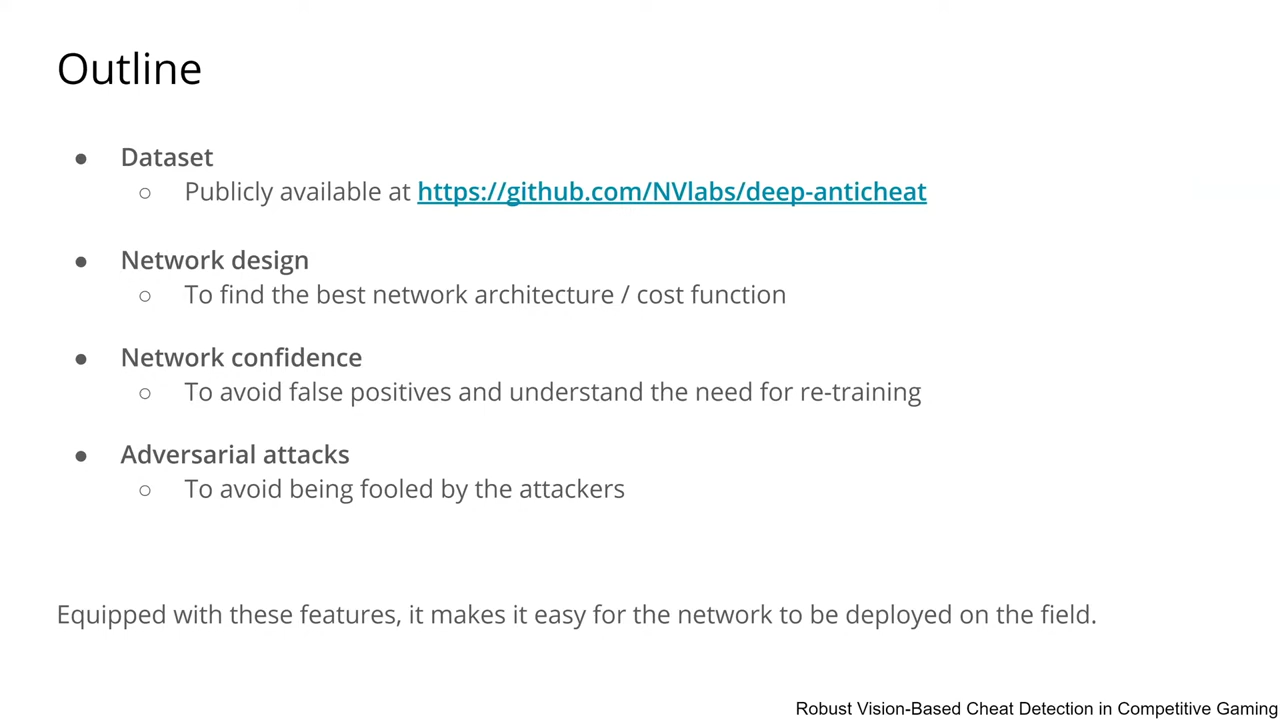 Outline
● Dataset
○ Publicly available at https://github.com/NVlabs/deep-anticheat
● Network design
○ To find the best network architecture / cost function
● Network confidence
○ To avoid false positives and understand the need for re-training
● Adversarial attacks
○ To avoid being fooled by the attackers
Equipped with these features, it makes it easy for the network to be deployed on the field.
Robust Vision-Based Cheat Detection in Competitive Gaming